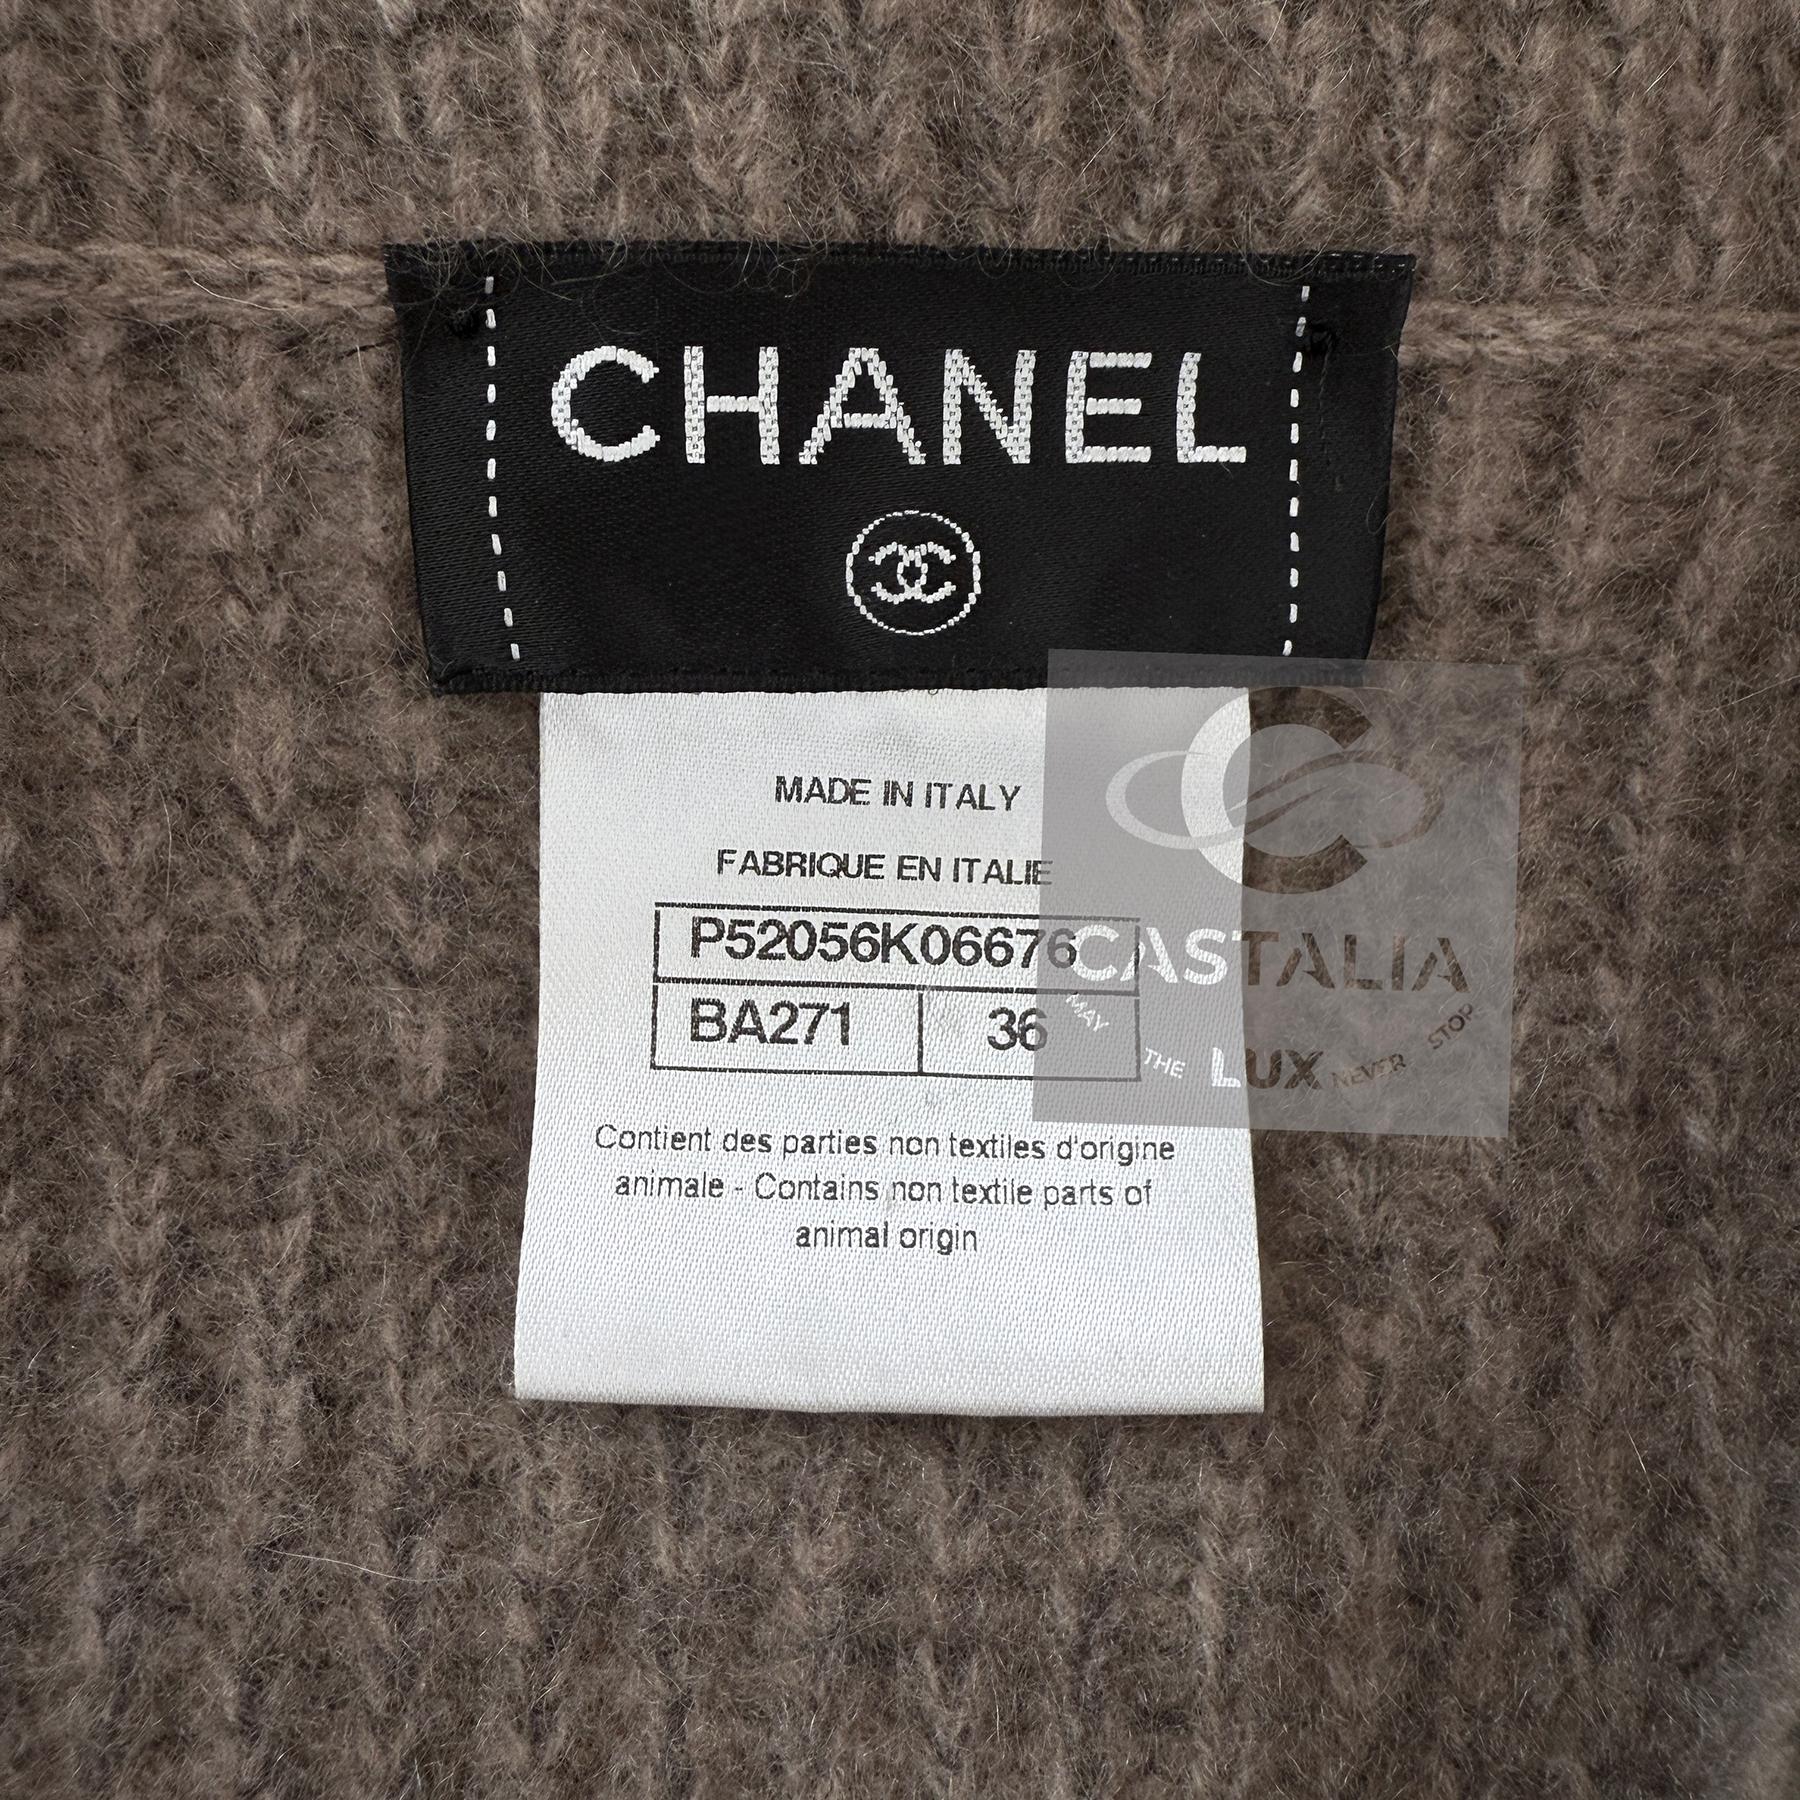 CHANEL
MADE IN ITALY
FABRIQUE EN ITALIE
P52056K06676
BA271 36
CASTALIA
MAY THE LUX NEVER STOP
Contient des parties non textiles d'origine
animale - Contains non textile parts of
animal origin